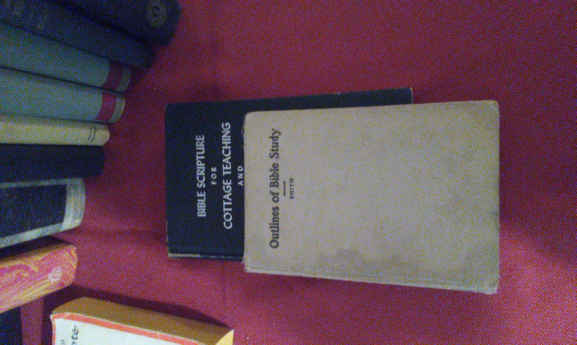 BIBLE SCRIPTURE
FOR
COTTAGE TEACHING
AND
Outlines of Bible Study
SMITH